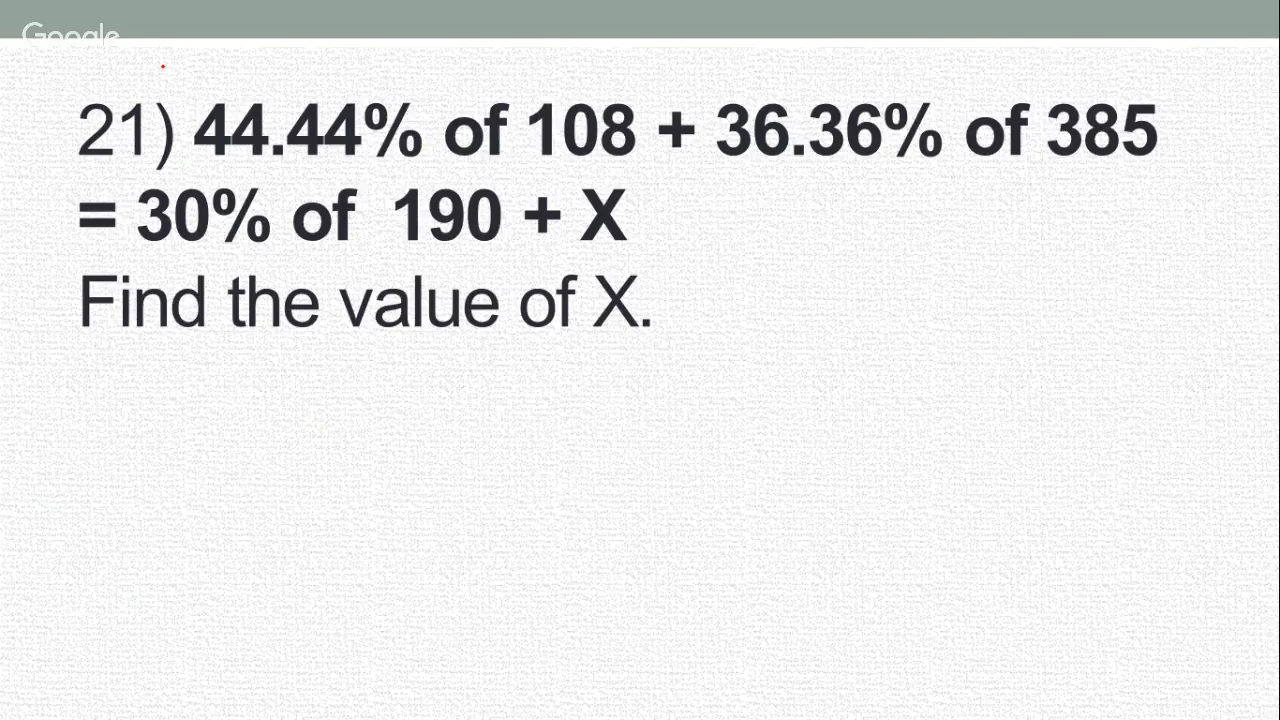 Google
21) 44.44% of 108 + 36.36% of 385
= 30% of  190 + X
Find the value of X.